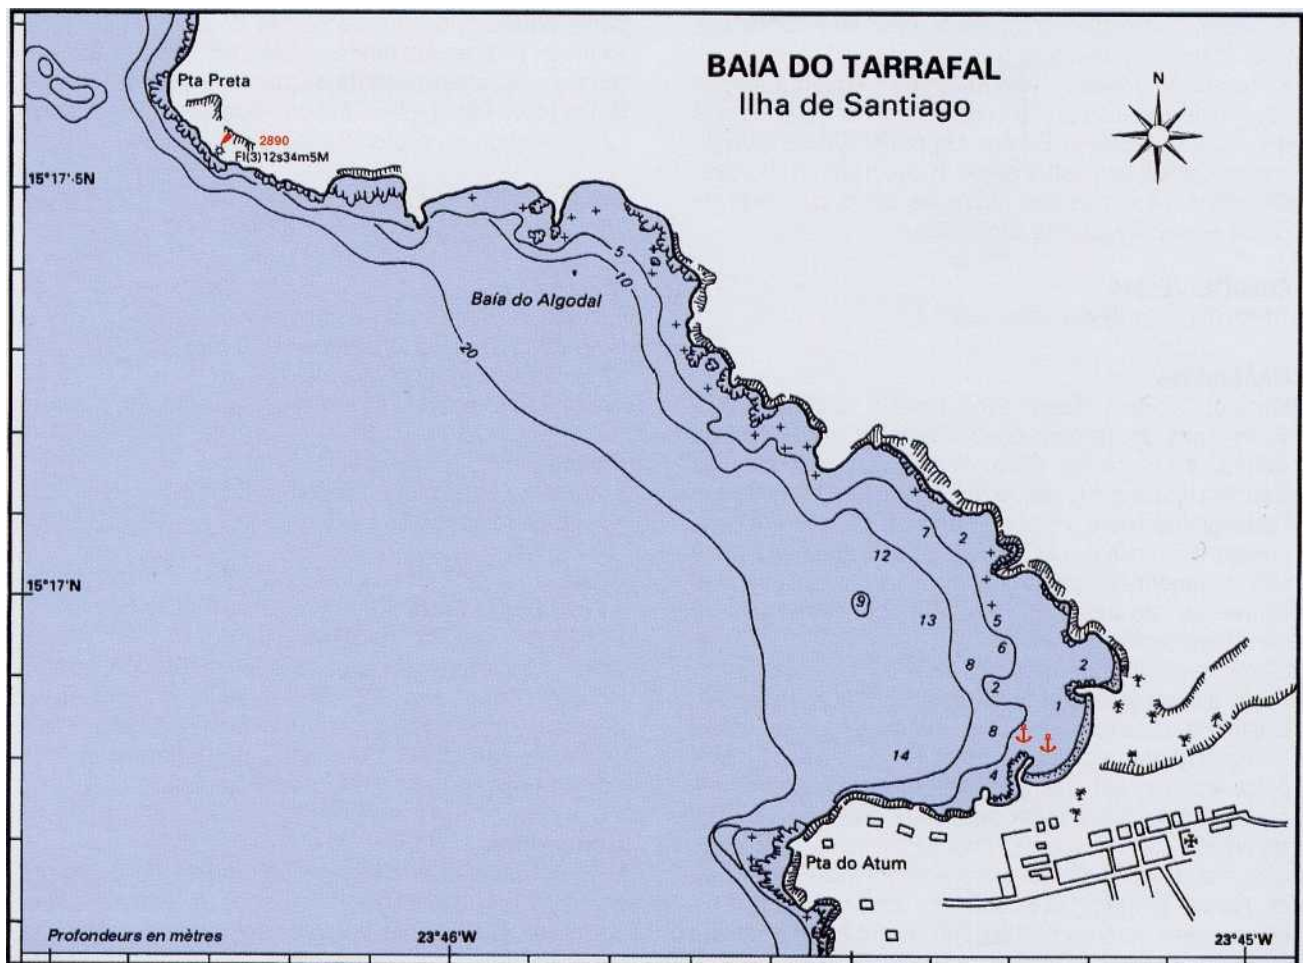 BAIA DO TARRAFAL
Ilha de Santiago
N
Pta Preta
2890
Fl(3)12s34m5M
15°17'·5N
5
10
Baía do Algodal
20
7
2
12
15°17'N
9
13
5
6
8
2
2
1
8
14
4
Pta do Atum
Profondeurs en mètres
23°46'W
23°45'W